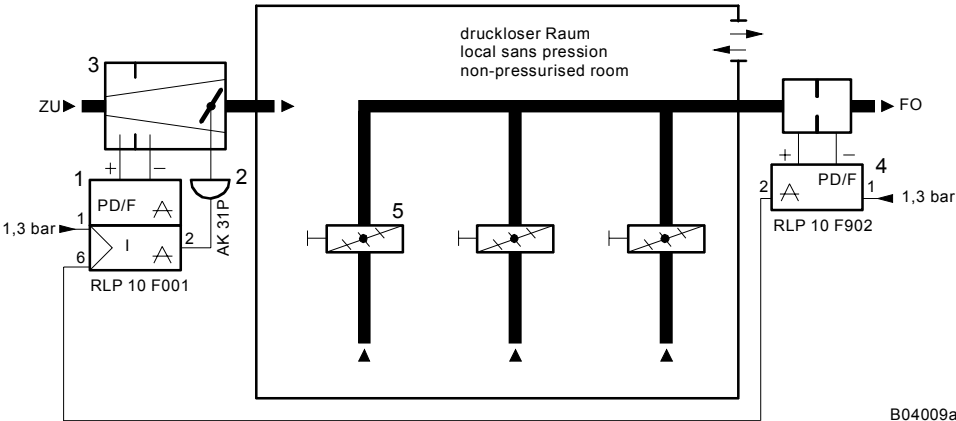 druckloser Raum
local sans pression
non-pressurised room
3
ZU
FO
+ −
+ −
1
2
4
PD/F
PD/F
2
1
1,3 bar
RLP 10 F902
AK 31P
5
1
1,3 bar
I
2
6
RLP 10 F001
B04009a